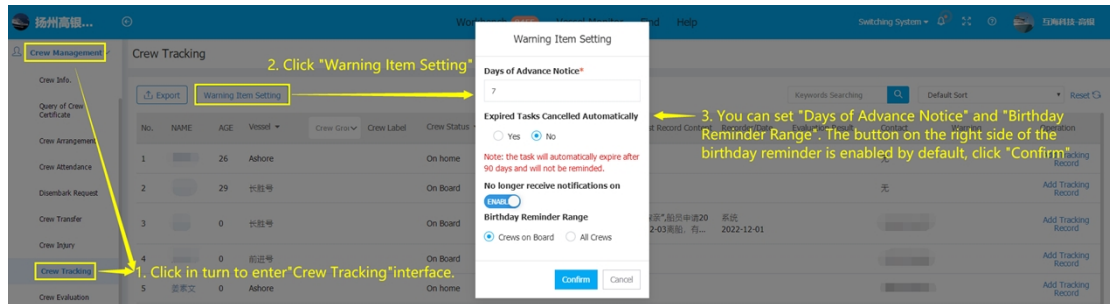 扬州高银...
Find
Help
Switching System
互海科技-高银
Crew Management
Crew Info.
Query of Crew
Certificate
Crew Arrangement
Crew Attendance
Disembark Request
Crew Transfer
Crew Injury
Crew Tracking
Crew Evaluation
Crew Tracking
Export
Warning Item Setting
Keywords Searching
Default Sort
Reset
No.
NAME
AGE
Vessel
Crew Label
Crew Status
1
26
Ashore
On home
Record
2
29
长胜号
On Board
无
Add Tracking
Record
3
0
长胜号
On Board
系统
2022-12-01
Add Tracking
Record
4
0
前进号
On Board
Add Tracking
Record
5
0
Ashore
On home
Add Tracking
Record
Warning Item Setting
Days of Advance Notice*
7
Expired Tasks Cancelled Automatically
Yes
No
Note: the task will automatically expire after
90 days and will not be reminded.
No longer receive notifications on
Birthday Reminder Range
Crews on Board
All Crews
Confirm
Cancel
1. Click in turn to enter"Crew Tracking"interface.
2. Click "Warning Item Setting"
3. You can set "Days of Advance Notice" and "Birthday
Reminder Range". The button on the right side of the
birthday reminder is enabled by default, click "Confirm"